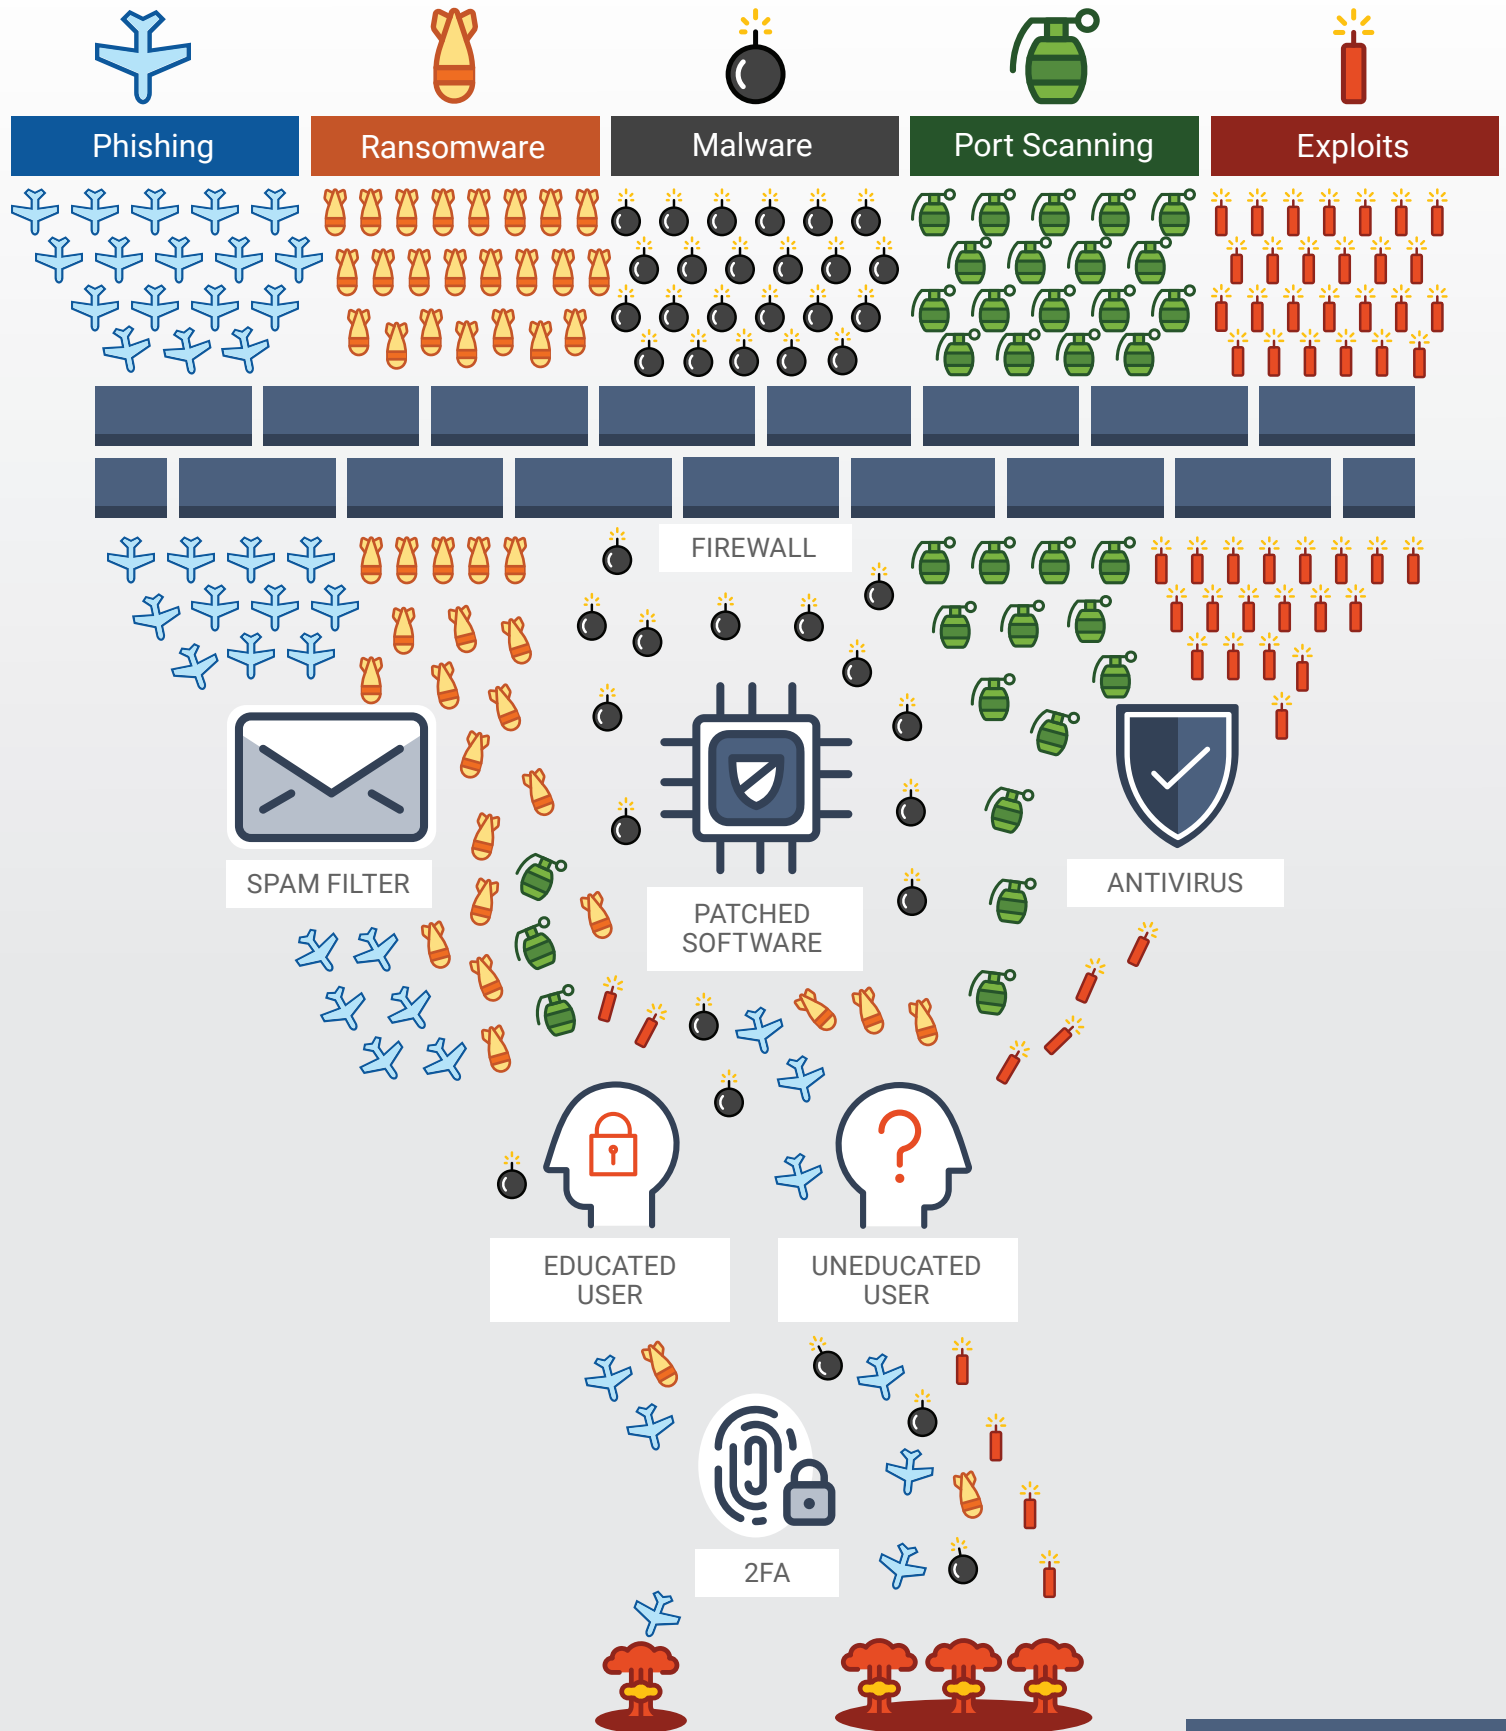 Phishing
Ransomware
Malware
Port Scanning
Exploits
FIREWALL
SPAM FILTER
PATCHED
SOFTWARE
ANTIVIRUS
EDUCATED
USER
UNEDUCATED
USER
2FA